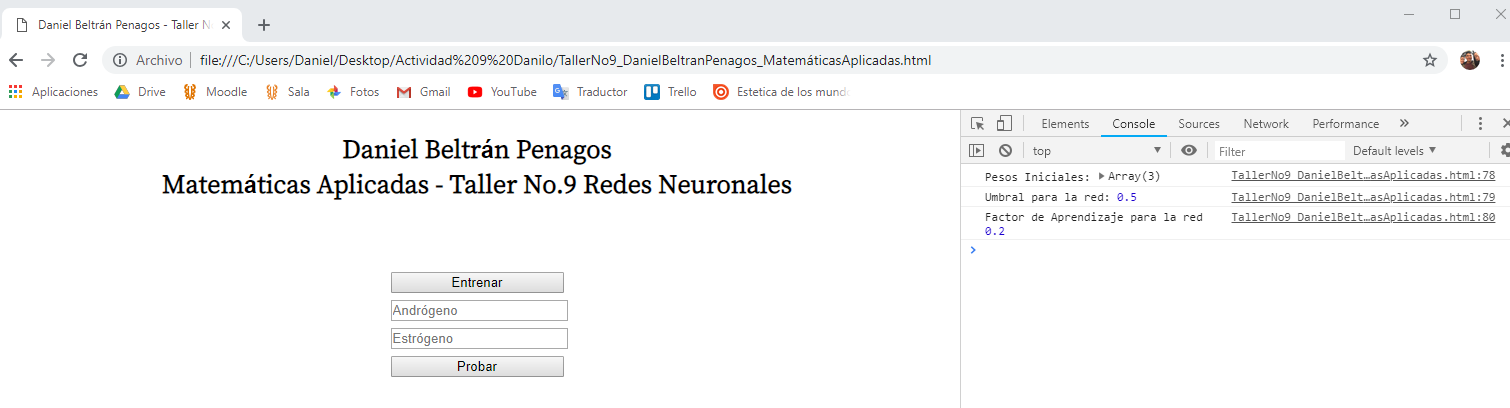 Daniel Beltrán Penagos - Taller N
Archivo
file:///C:/Users/Daniel/Desktop/Actividad%209%20Danilo/TallerNo9_DanielBeltranPenagos_MatemáticasAplicadas.html
Aplicaciones Drive Moodle Sala Fotos Gmail YouTube Traductor Trello Estetica de los mund
Daniel Beltrán Penagos
Matemáticas Aplicadas - Taller No.9 Redes Neuronales
Entrenar
Andrógeno
Estrógeno
Probar
Elements Console Sources Network Performance »
top Filter Default levels
Pesos Iniciales: Array(3) TallerNo9_DanielBelt…asAplicadas.html:78
Umbral para la red: 0.5 TallerNo9_DanielBelt…asAplicadas.html:79
Factor de Aprendizaje para la red TallerNo9_DanielBelt…asAplicadas.html:80
0.2